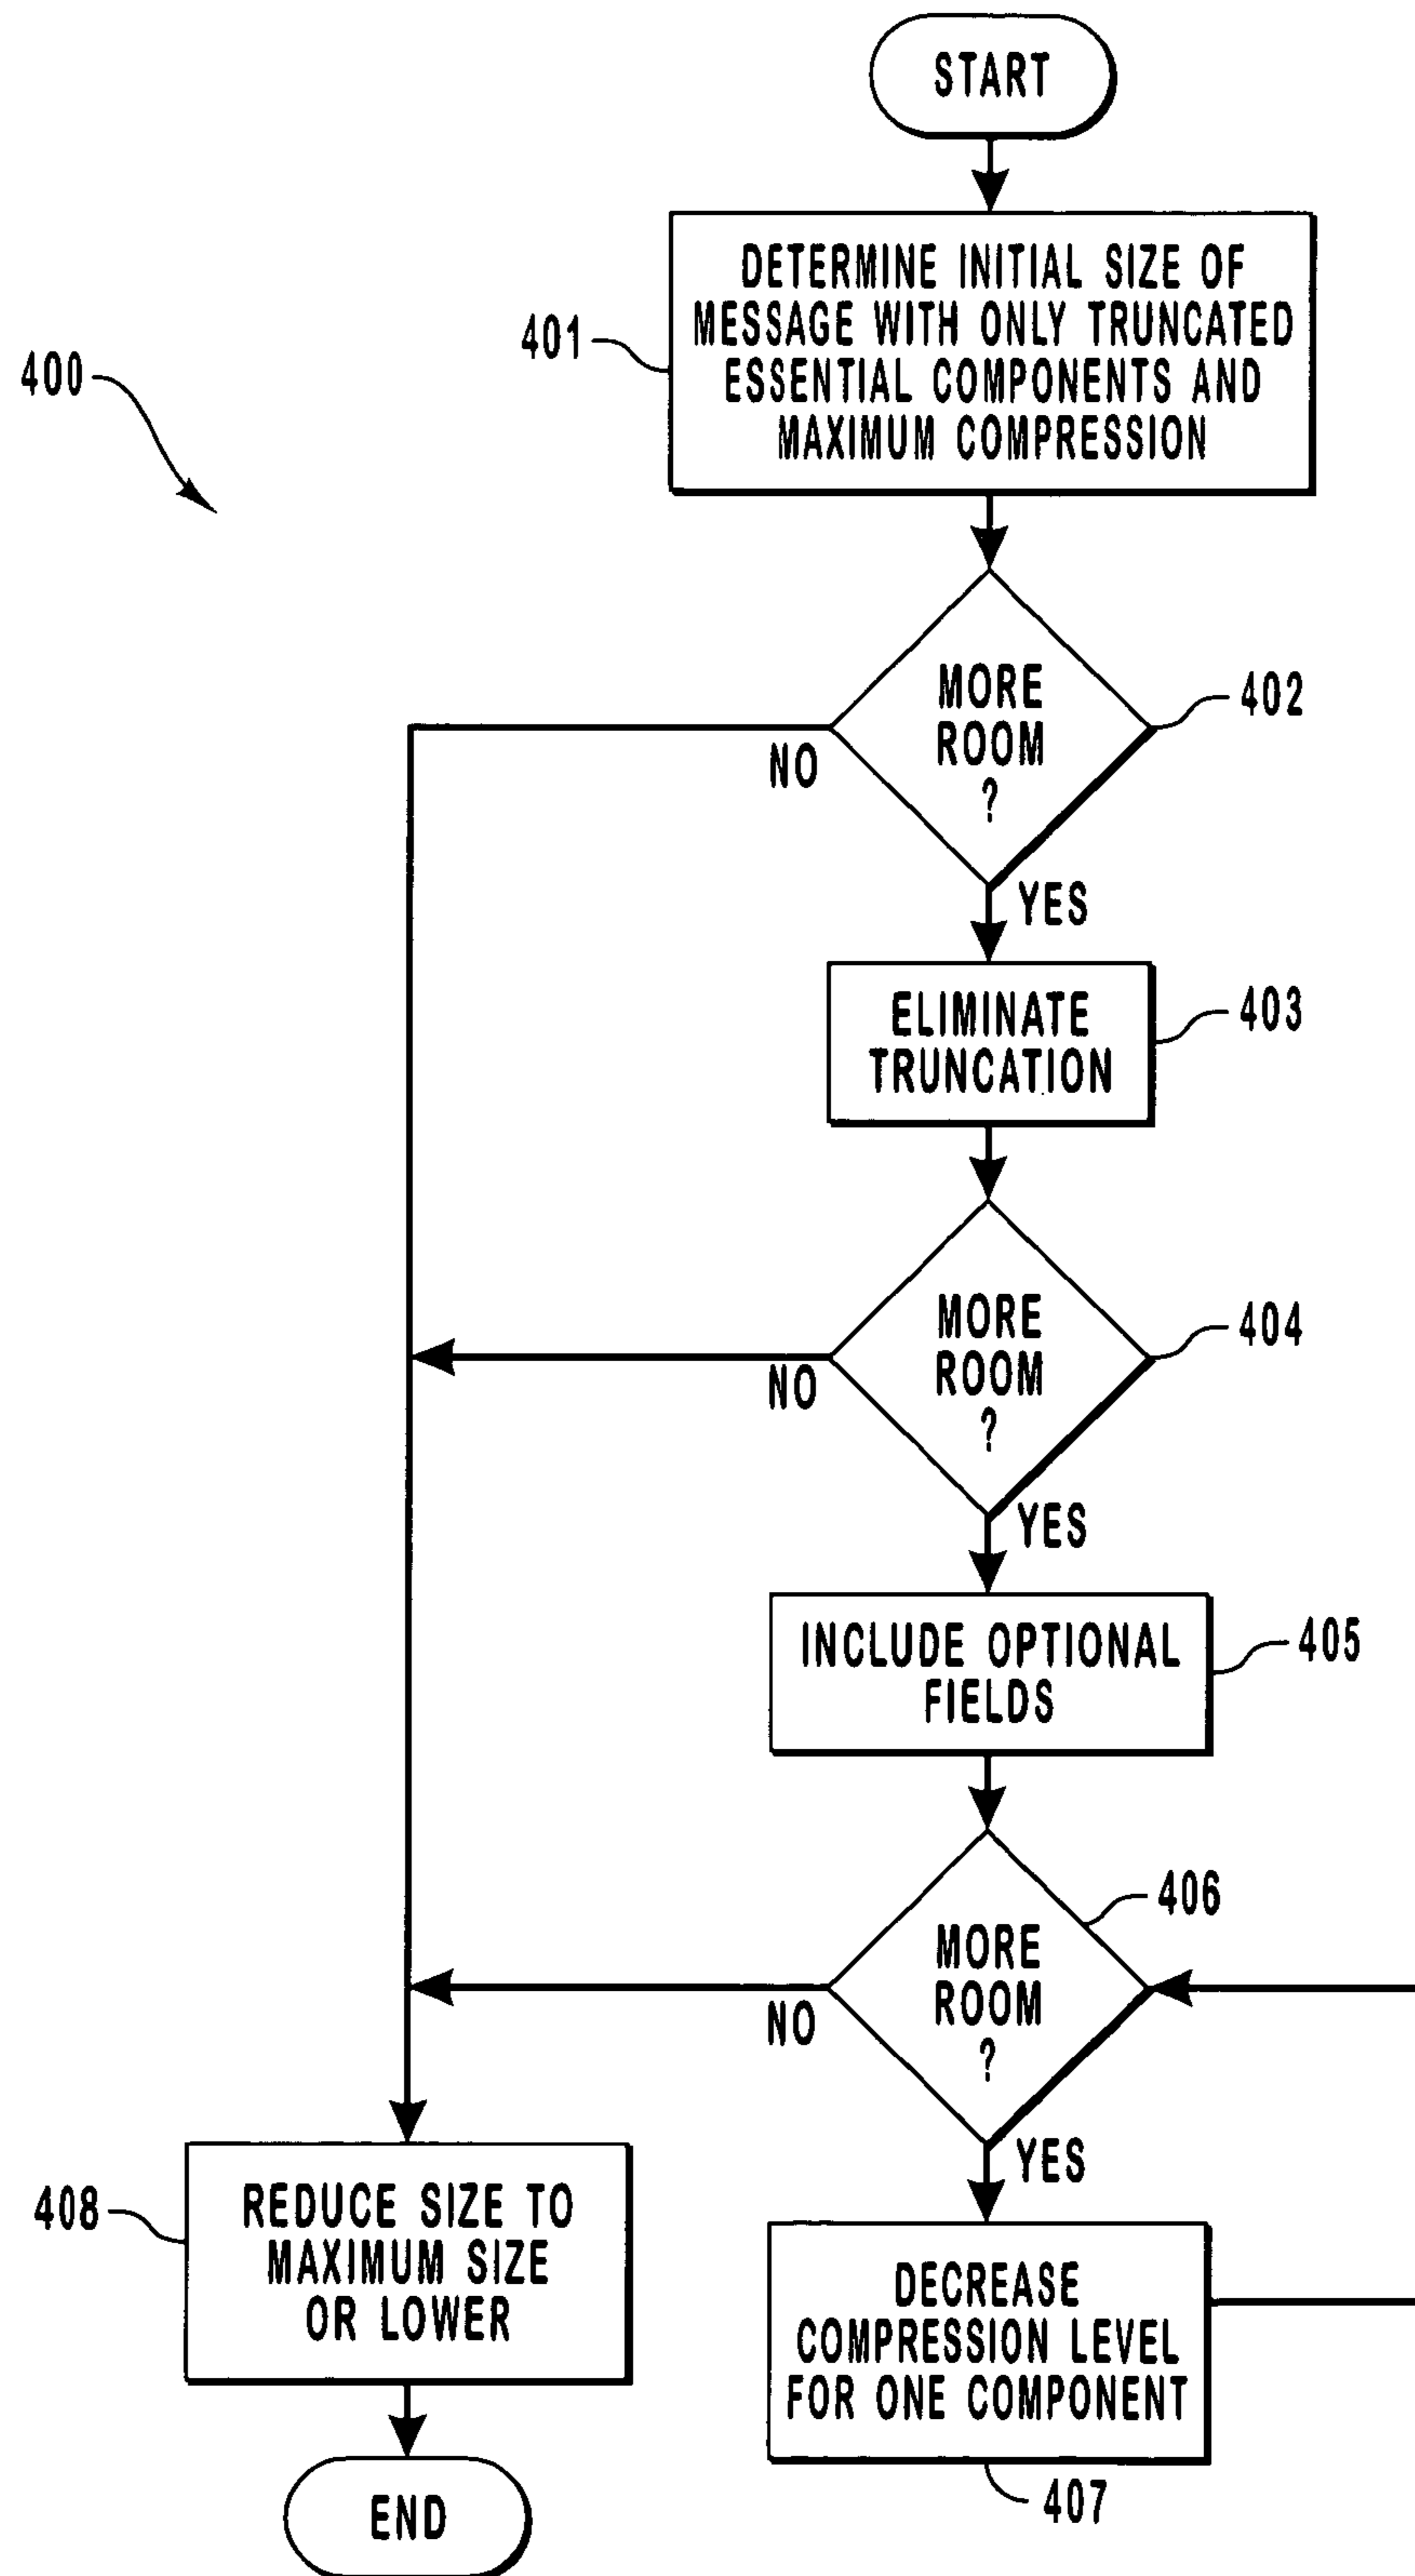 START
DETERMINE INITIAL SIZE OF
MESSAGE WITH ONLY TRUNCATED
ESSENTIAL COMPONENTS AND
MAXIMUM COMPRESSION
401
400
MORE
ROOM
?
402
NO
YES
ELIMINATE
TRUNCATION
403
MORE
ROOM
?
404
NO
YES
INCLUDE OPTIONAL
FIELDS
405
MORE
ROOM
?
406
NO
YES
408
REDUCE SIZE TO
MAXIMUM SIZE
OR LOWER
DECREASE
COMPRESSION LEVEL
FOR ONE COMPONENT
407
END